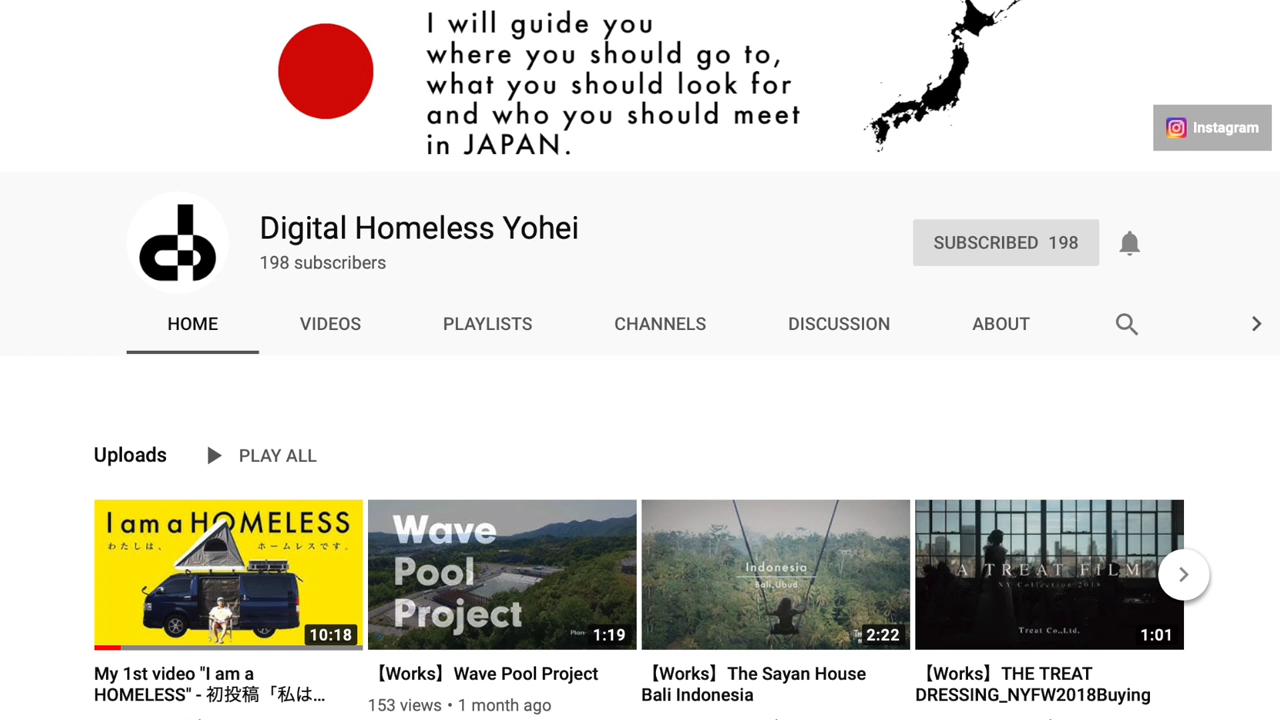 I will guide you
where you should go to,
what you should look for
and who you should meet
in JAPAN.
Instagram
Digital Homeless Yohei
198 subscribers
SUBSCRIBED 198
HOME VIDEOS PLAYLISTS CHANNELS DISCUSSION ABOUT
Uploads PLAY ALL
I am a HOMELESS
わたしは、 ホームレスです。
10:18
Wave
Pool
Project
1:19
Indonesia
Bali,Ubud
2:22
A TREAT FILM
NY Collection 2018
Treat Co.,Ltd.
1:01
My 1st video "I am a
HOMELESS" - 初投稿「私は...
【Works】Wave Pool Project
153 views • 1 month ago
【Works】The Sayan House
Bali Indonesia
【Works】THE TREAT
DRESSING_NYFW2018Buying